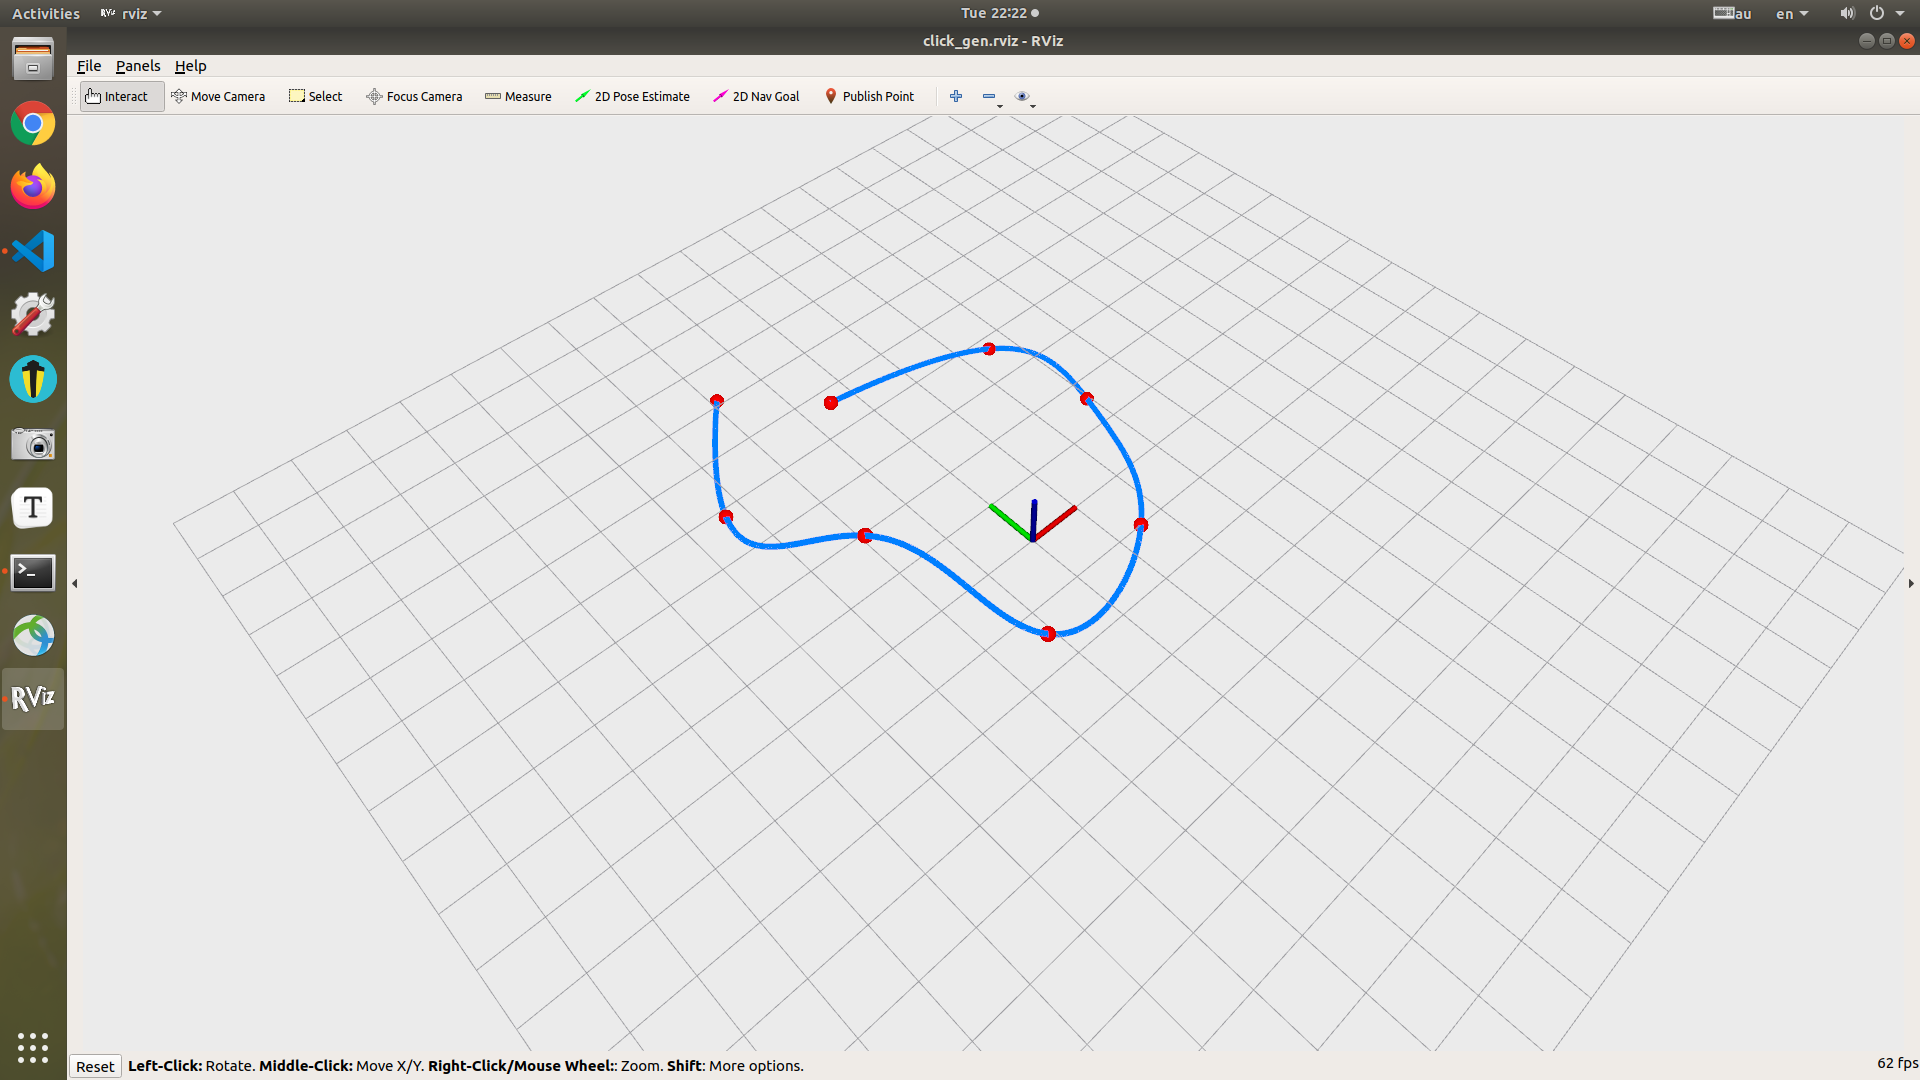 Activities RViz rviz Tue 22:22 au en
click_gen.rviz - RViz
File Panels Help
Interact Move Camera Select Focus Camera Measure 2D Pose Estimate 2D Nav Goal Publish Point
T
>_
RViz
Reset Left-Click: Rotate. Middle-Click: Move X/Y. Right-Click/Mouse Wheel:: Zoom. Shift: More options. 62 fps